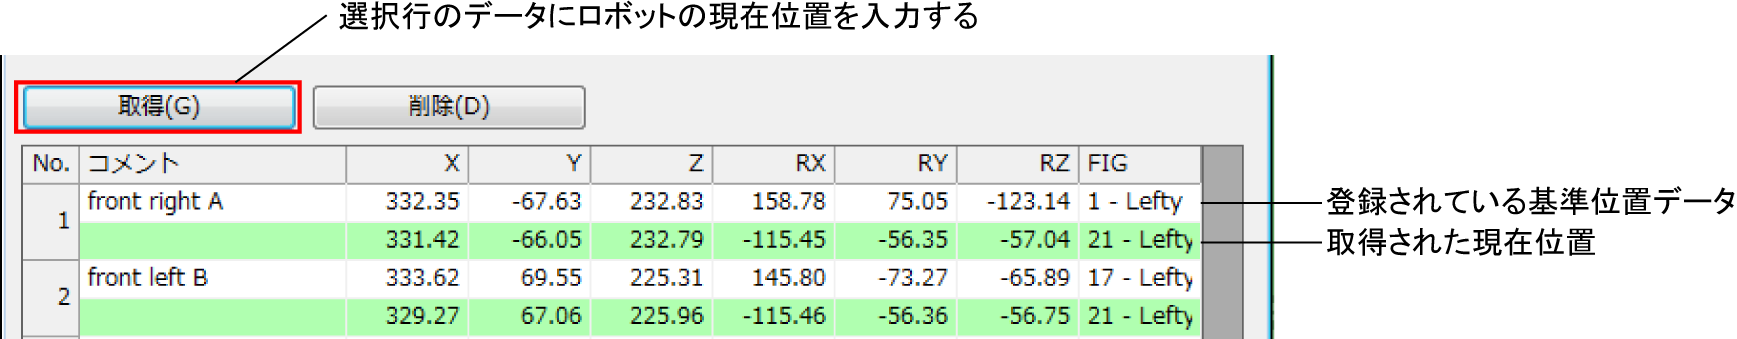 選択行のデータにロボットの現在位置を入力する
取得(G) 削除(D)
No. コメント X Y Z RX RY RZ FIG
1 front right A 332.35 -67.63 232.83 158.78 75.05 -123.14 1 - Lefty 登録されている基準位置データ
331.42 -66.05 232.79 -115.45 -56.35 -57.04 21 - Lefty 取得された現在位置
2 front left B 333.62 69.55 225.31 145.80 -73.27 -65.89 17 - Lefty
329.27 67.06 225.96 -115.46 -56.36 -56.75 21 - Lefty